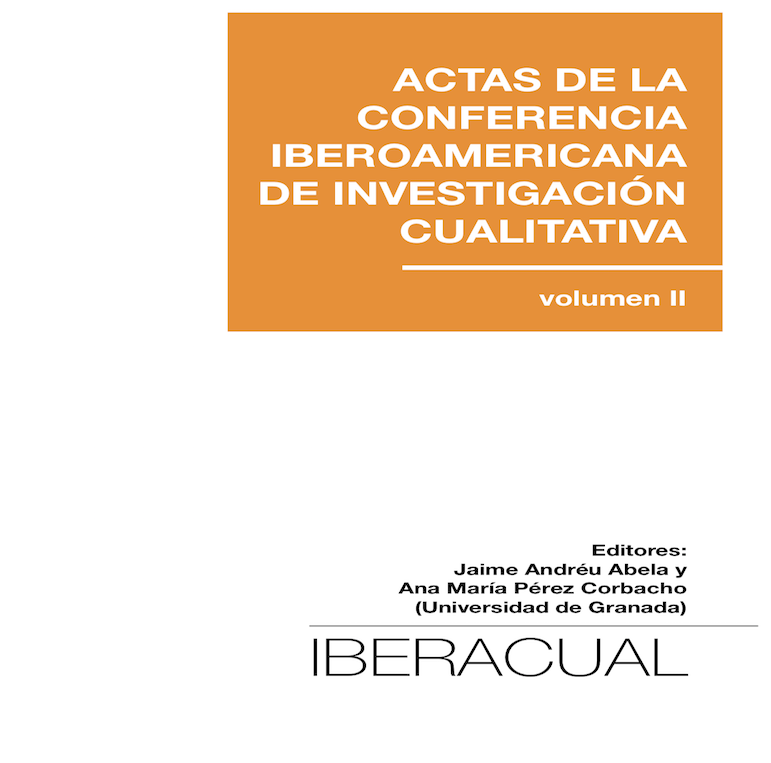 ACTAS DE LA
CONFERENCIA
IBEROAMERICANA
DE INVESTIGACIÓN
CUALITATIVA
volumen II
Editores:
Jaime Andréu Abela y
Ana María Pérez Corbacho
(Universidad de Granada)
IBERACUAL